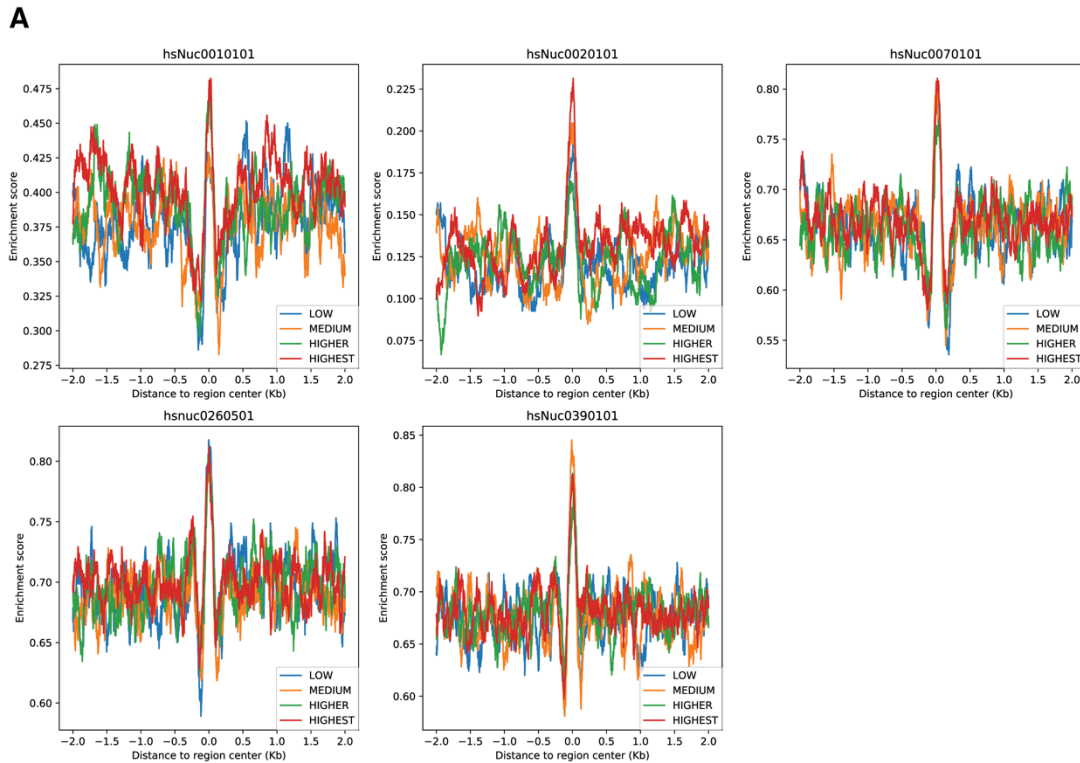 A
hsNuc0010101
0.475
0.450
0.425
0.400
0.375
0.350
0.325
0.300
0.275
Enrichment score
LOW
MEDIUM
HIGHER
HIGHEST
−2.0 −1.5 −1.0 −0.5 0.0 0.5 1.0 1.5 2.0
Distance to region center (Kb)
hsNuc0020101
0.225
0.200
0.175
0.150
0.125
0.100
0.075
Enrichment score
LOW
MEDIUM
HIGHER
HIGHEST
−2.0 −1.5 −1.0 −0.5 0.0 0.5 1.0 1.5 2.0
Distance to region center (Kb)
hsNuc0070101
0.80
0.75
0.70
0.65
0.60
0.55
Enrichment score
LOW
MEDIUM
HIGHER
HIGHEST
−2.0 −1.5 −1.0 −0.5 0.0 0.5 1.0 1.5 2.0
Distance to region center (Kb)
hsnuc0260501
0.80
0.75
0.70
0.65
0.60
Enrichment score
LOW
MEDIUM
HIGHER
HIGHEST
−2.0 −1.5 −1.0 −0.5 0.0 0.5 1.0 1.5 2.0
Distance to region center (Kb)
hsNuc0390101
0.85
0.80
0.75
0.70
0.65
0.60
Enrichment score
LOW
MEDIUM
HIGHER
HIGHEST
−2.0 −1.5 −1.0 −0.5 0.0 0.5 1.0 1.5 2.0
Distance to region center (Kb)